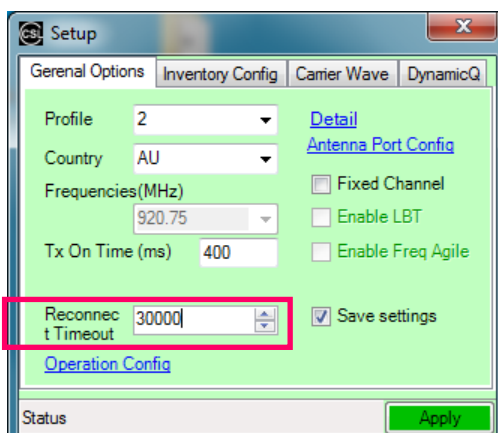 CSL Setup
Gerenal Options Inventory Config Carrier Wave DynamicQ
Profile 2 Detail
Country AU Antenna Port Config
Frequencies(MHz) Fixed Channel
920.75 Enable LBT
Tx On Time (ms) 400 Enable Freq Agile
Reconnec
t Timeout 30000 Save settings
Operation Config
Status Apply